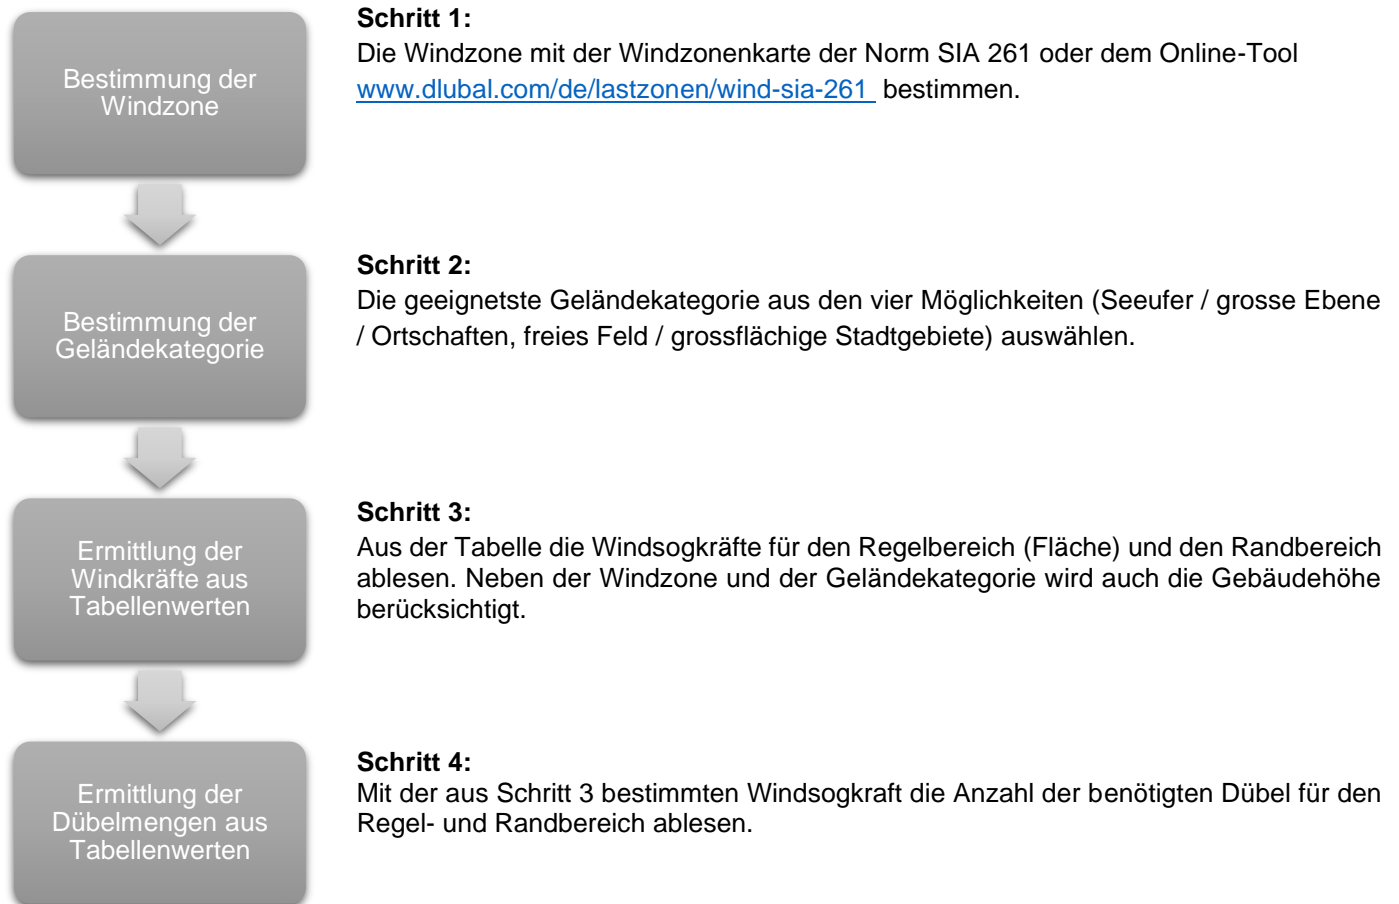 Bestimmung der
Windzone
Schritt 1:
Die Windzone mit der Windzonenkarte der Norm SIA 261 oder dem Online-Tool
www.dlubal.com/de/lastzonen/wind-sia-261 bestimmen.
Bestimmung der
Geländekategorie
Schritt 2:
Die geeignetste Geländekategorie aus den vier Möglichkeiten (Seeufer / grosse Ebene
/ Ortschaften, freies Feld / grossflächige Stadtgebiete) auswählen.
Ermittlung der
Windkräfte aus
Tabellenwerten
Schritt 3:
Aus der Tabelle die Windsogkräfte für den Regelbereich (Fläche) und den Randbereich
ablesen. Neben der Windzone und der Geländekategorie wird auch die Gebäudehöhe
berücksichtigt.
Ermittlung der
Dübelmengen aus
Tabellenwerten
Schritt 4:
Mit der aus Schritt 3 bestimmten Windsogkraft die Anzahl der benötigten Dübel für den
Regel- und Randbereich ablesen.